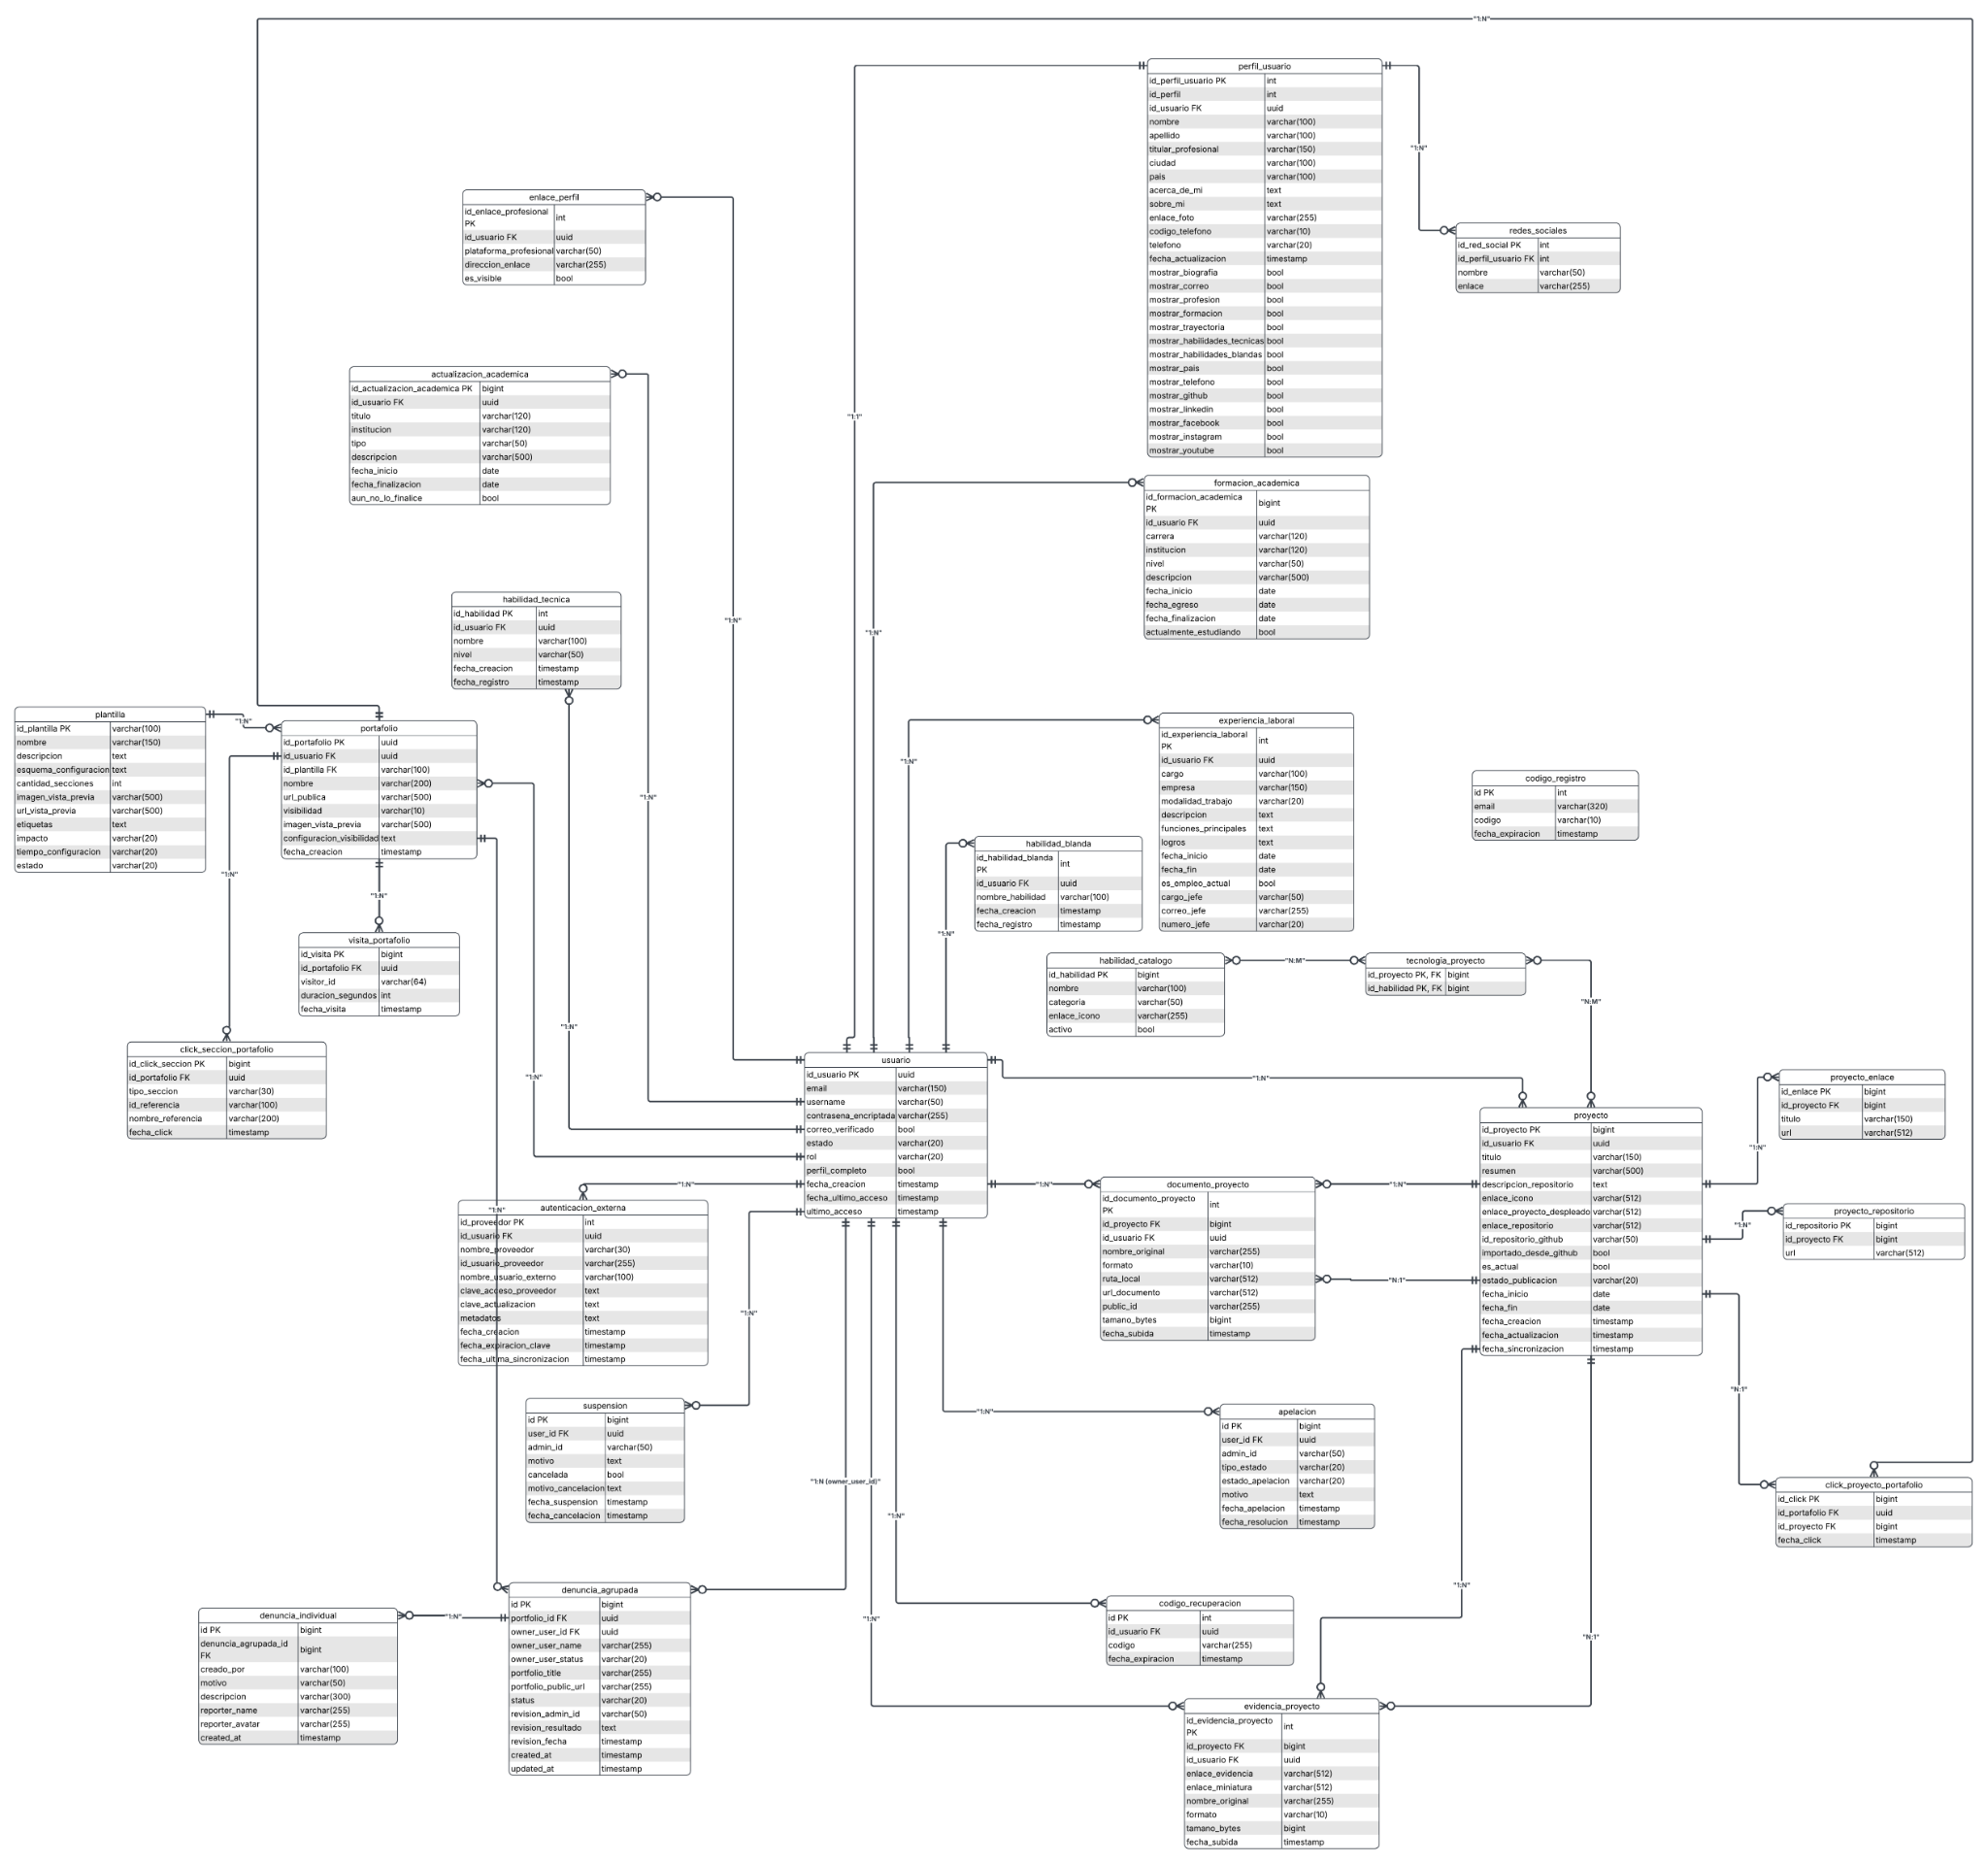 "1:N"
perfil_usuario
id_perfil_usuario PK int
id_perfil int
id_usuario FK uuid
nombre varchar(100)
apellido varchar(100)
titular_profesional varchar(150)
ciudad varchar(100)
pais varchar(100)
acerca_de_mi text
sobre_mi text
enlace_foto varchar(255)
codigo_telefono varchar(10)
telefono varchar(20)
fecha_actualizacion timestamp
mostrar_biografia bool
mostrar_correo bool
mostrar_profesion bool
mostrar_formacion bool
mostrar_trayectoria bool
mostrar_habilidades_tecnicas bool
mostrar_habilidades_blandas bool
mostrar_pais bool
mostrar_telefono bool
mostrar_github bool
mostrar_linkedin bool
mostrar_facebook bool
mostrar_instagram bool
mostrar_youtube bool
"1:N"
"1:1"
enlace_perfil
id_enlace_profesional
PK
int
id_usuario FK uuid
plataforma_profesional varchar(50)
direccion_enlace varchar(255)
es_visible bool
redes_sociales
id_red_social PK int
id_perfil_usuario FK int
nombre varchar(50)
enlace varchar(255)
actualizacion_academica
id_actualizacion_academica PK bigint
id_usuario FK uuid
titulo varchar(120)
institucion varchar(120)
tipo varchar(50)
descripcion varchar(500)
fecha_inicio date
fecha_finalizacion date
aun_no_lo_finalice bool
formacion_academica
id_formacion_academica
PK
bigint
id_usuario FK uuid
carrera varchar(120)
institucion varchar(120)
nivel varchar(50)
descripcion varchar(500)
fecha_inicio date
fecha_egreso date
fecha_finalizacion date
actualmente_estudiando bool
"1:N"
"1:N"
habilidad_tecnica
id_habilidad PK int
id_usuario FK uuid
nombre varchar(100)
nivel varchar(50)
fecha_creacion timestamp
fecha_registro timestamp
plantilla
id_plantilla PK varchar(100)
nombre varchar(150)
descripcion text
esquema_configuracion text
cantidad_secciones int
imagen_vista_previa varchar(500)
url_vista_previa varchar(500)
etiquetas text
impacto varchar(20)
tiempo_configuracion varchar(20)
estado varchar(20)
"1:N"
portafolio
id_portafolio PK uuid
id_usuario FK uuid
id_plantilla FK varchar(100)
nombre varchar(200)
url_publica varchar(500)
visibilidad varchar(10)
imagen_vista_previa varchar(500)
configuracion_visibilidad text
fecha_creacion timestamp
experiencia_laboral
id_experiencia_laboral
PK
int
id_usuario FK uuid
cargo varchar(100)
empresa varchar(150)
modalidad_trabajo varchar(20)
descripcion text
funciones_principales text
logros text
fecha_inicio date
fecha_fin date
es_empleo_actual bool
cargo_jefe varchar(50)
correo_jefe varchar(255)
numero_jefe varchar(20)
"1:N"
"1:N"
codigo_registro
id PK int
email varchar(320)
codigo varchar(10)
fecha_expiracion timestamp
habilidad_blanda
id_habilidad_blanda
PK
int
id_usuario FK uuid
nombre_habilidad varchar(100)
fecha_creacion timestamp
fecha_registro timestamp
"1:N"
"1:N"
"1:N"
visita_portafolio
id_visita PK bigint
id_portafolio FK uuid
visitor_id varchar(64)
duracion_segundos int
fecha_visita timestamp
habilidad_catalogo
id_habilidad PK bigint
nombre varchar(100)
categoria varchar(50)
enlace_icono varchar(255)
activo bool
"N:M"
tecnologia_proyecto
id_proyecto PK, FK bigint
id_habilidad PK, FK bigint
"N:M"
"1:N"
click_seccion_portafolio
id_click_seccion PK bigint
id_portafolio FK uuid
tipo_seccion varchar(30)
id_referencia varchar(100)
nombre_referencia varchar(200)
fecha_click timestamp
"1:N"
"1:N"
usuario
id_usuario PK uuid
email varchar(150)
username varchar(50)
contrasena_encriptada varchar(255)
correo_verificado bool
estado varchar(20)
rol varchar(20)
perfil_completo bool
fecha_creacion timestamp
fecha_ultimo_acceso timestamp
ultimo_acceso timestamp
"1:N"
proyecto_enlace
id_enlace PK bigint
id_proyecto FK bigint
titulo varchar(150)
url varchar(512)
"1:N"
proyecto
id_proyecto PK bigint
id_usuario FK uuid
titulo varchar(150)
resumen varchar(500)
descripcion_repositorio text
enlace_icono varchar(512)
enlace_proyecto_despleado varchar(512)
enlace_repositorio varchar(512)
id_repositorio_github varchar(50)
importado_desde_github bool
es_actual bool
estado_publicacion varchar(20)
fecha_inicio date
fecha_fin date
fecha_creacion timestamp
fecha_actualizacion timestamp
fecha_sincronizacion timestamp
"1:N"
"1:N"
documento_proyecto
id_documento_proyecto
PK
int
id_proyecto FK bigint
id_usuario FK uuid
nombre_original varchar(255)
formato varchar(10)
ruta_local varchar(512)
url_documento varchar(512)
public_id varchar(255)
tamano_bytes bigint
fecha_subida timestamp
"1:N"
"N:1"
"1:N"
proyecto_repositorio
id_repositorio PK bigint
id_proyecto FK bigint
url varchar(512)
"1:N"
autenticacion_externa
id_proveedor PK int
id_usuario FK uuid
nombre_proveedor varchar(30)
id_usuario_proveedor varchar(255)
nombre_usuario_externo varchar(100)
clave_acceso_proveedor text
clave_actualizacion text
metadatos text
fecha_creacion timestamp
fecha_expiracion_clave timestamp
fecha_ultima_sincronizacion timestamp
"1:N"
"N:1"
suspension
id PK bigint
user_id FK uuid
admin_id varchar(50)
motivo text
cancelada bool
motivo_cancelacion text
fecha_suspension timestamp
fecha_cancelacion timestamp
"1:N"
apelacion
id PK bigint
user_id FK uuid
admin_id varchar(50)
tipo_estado varchar(20)
estado_apelacion varchar(20)
motivo text
fecha_apelacion timestamp
fecha_resolucion timestamp
"1:N (owner_user_id)"
click_proyecto_portafolio
id_click PK bigint
id_portafolio FK uuid
id_proyecto FK bigint
fecha_click timestamp
"1:N"
"1:N"
denuncia_agrupada
id PK bigint
portfolio_id FK uuid
owner_user_id FK uuid
owner_user_name varchar(255)
owner_user_status varchar(20)
portfolio_title varchar(255)
portfolio_public_url varchar(255)
status varchar(20)
revision_admin_id varchar(50)
revision_resultado text
revision_fecha timestamp
created_at timestamp
updated_at timestamp
denuncia_individual
id PK bigint
denuncia_agrupada_id
FK
bigint
creado_por varchar(100)
motivo varchar(50)
descripcion varchar(300)
reporter_name varchar(255)
reporter_avatar varchar(255)
created_at timestamp
"1:N"
"1:N"
codigo_recuperacion
id PK int
id_usuario FK uuid
codigo varchar(255)
fecha_expiracion timestamp
"N:1"
evidencia_proyecto
id_evidencia_proyecto
PK
int
id_proyecto FK bigint
id_usuario FK uuid
enlace_evidencia varchar(512)
enlace_miniatura varchar(512)
nombre_original varchar(255)
formato varchar(10)
tamano_bytes bigint
fecha_subida timestamp